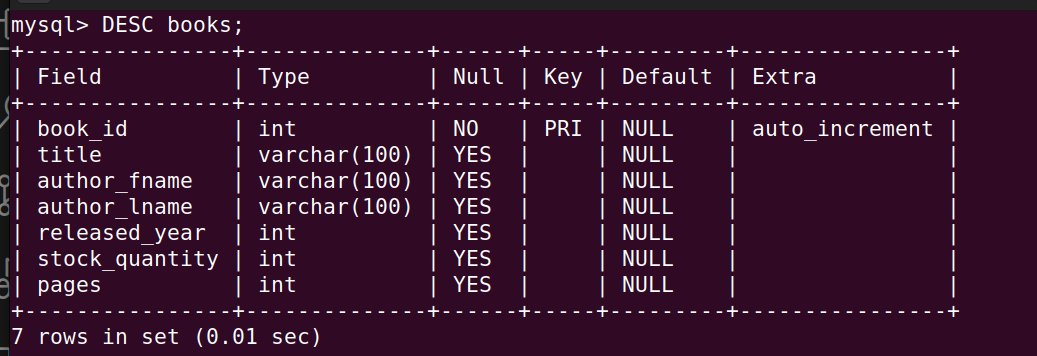 mysql> DESC books;
+----------------+--------------+------+-----+---------+----------------+
| Field          | Type         | Null | Key | Default | Extra          |
+----------------+--------------+------+-----+---------+----------------+
| book_id        | int          | NO   | PRI | NULL    | auto_increment |
| title          | varchar(100) | YES  |     | NULL    |                |
| author_fname   | varchar(100) | YES  |     | NULL    |                |
| author_lname   | varchar(100) | YES  |     | NULL    |                |
| released_year  | int          | YES  |     | NULL    |                |
| stock_quantity | int          | YES  |     | NULL    |                |
| pages          | int          | YES  |     | NULL    |                |
+----------------+--------------+------+-----+---------+----------------+
7 rows in set (0.01 sec)